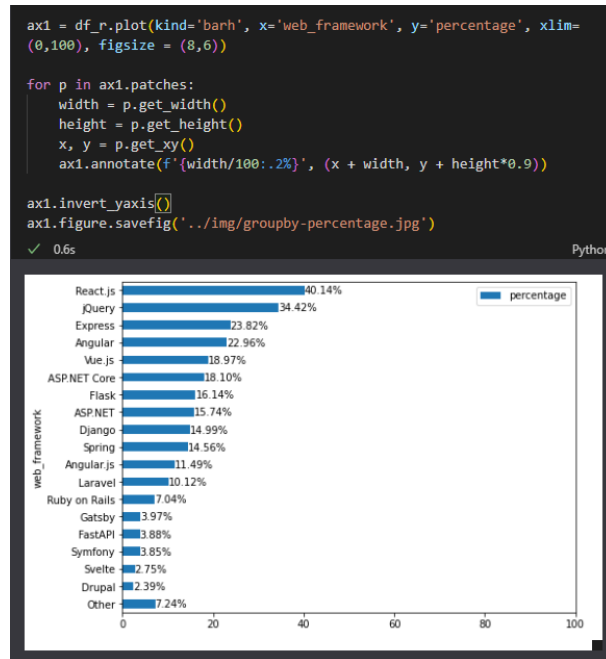 ax1 = df_r.plot(kind='barh', x='web_framework', y='percentage', xlim=
(0,100), figsize = (8,6))
for p in ax1.patches:
    width = p.get_width()
    height = p.get_height()
    x, y = p.get_xy()
    ax1.annotate(f'{width/100:.2%}', (x + width, y + height*0.9))
ax1.invert_yaxis()
ax1.figure.savefig('../img/groupby-percentage.jpg')
✓ 0.6s Python
percentage
web_framework
React.js 40.14%
jQuery 34.42%
Express 23.82%
Angular 22.96%
Vue.js 18.97%
ASP.NET Core 18.10%
Flask 16.14%
ASP.NET 15.74%
Django 14.99%
Spring 14.56%
Angular.js 11.49%
Laravel 10.12%
Ruby on Rails 7.04%
Gatsby 3.97%
FastAPI 3.88%
Symfony 3.85%
Svelte 2.75%
Drupal 2.39%
Other 7.24%
0 20 40 60 80 100